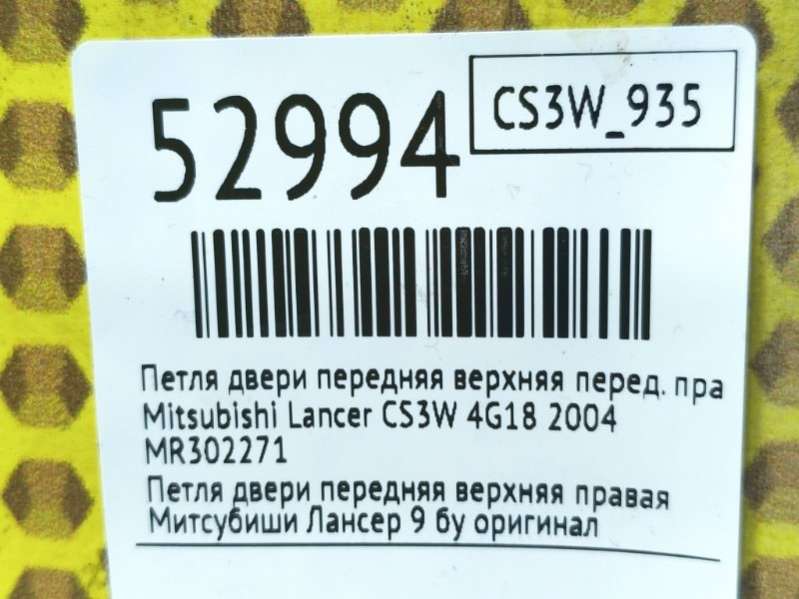 52994
CS3W_935
Петля двери передняя верхняя перед. пра
Mitsubishi Lancer CS3W 4G18 2004
MR302271
Петля двери передняя верхняя правая
Митсубиши Лансер 9 бу оригинал